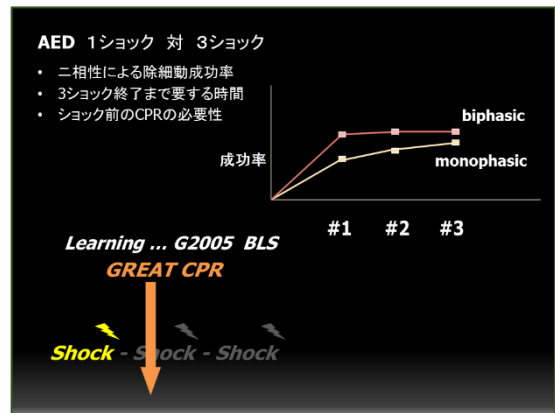 AED 1ショック 対 3ショック
• 二相性による除細動成功率
• 3ショック終了まで要する時間
• ショック前のCPRの必要性
biphasic
成功率
monophasic
#1 #2 #3
Learning ... G2005 BLS
GREAT CPR
Shock - Shock - Shock